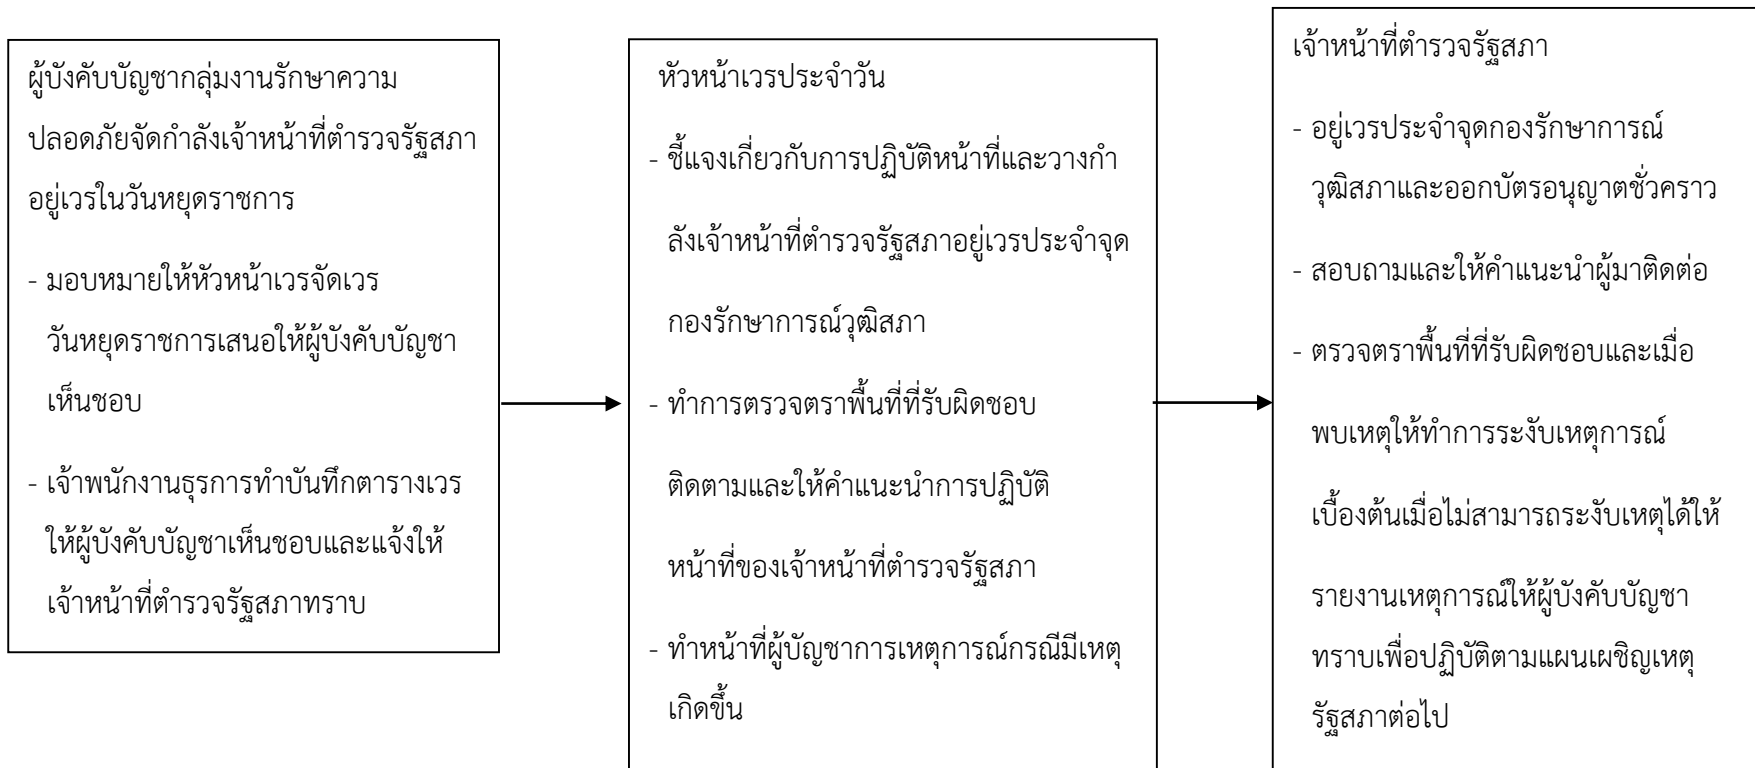 ผู้บังคับบัญชากลุ่มงานรักษาความ
ปลอดภัยจัดกำลังเจ้าหน้าที่ตำรวจรัฐสภา
อยู่เวรในวันหยุดราชการ
- มอบหมายให้หัวหน้าเวรจัดเวร
วันหยุดราชการเสนอให้ผู้บังคับบัญชา
เห็นชอบ
- เจ้าพนักงานธุรการทำบันทึกตารางเวร
ให้ผู้บังคับบัญชาเห็นชอบและแจ้งให้
เจ้าหน้าที่ตำรวจรัฐสภาทราบ
หัวหน้าเวรประจำวัน
- ชี้แจงเกี่ยวกับการปฏิบัติหน้าที่และวางกำ
ลังเจ้าหน้าที่ตำรวจรัฐสภาอยู่เวรประจำจุด
กองรักษาการณ์วุฒิสภา
- ทำการตรวจตราพื้นที่ที่รับผิดชอบ
ติดตามและให้คำแนะนำการปฏิบัติ
หน้าที่ของเจ้าหน้าที่ตำรวจรัฐสภา
- ทำหน้าที่ผู้บัญชาการเหตุการณ์กรณีมีเหตุ
เกิดขึ้น
เจ้าหน้าที่ตำรวจรัฐสภา
- อยู่เวรประจำจุดกองรักษาการณ์
วุฒิสภาและออกบัตรอนุญาตชั่วคราว
- สอบถามและให้คำแนะนำผู้มาติดต่อ
- ตรวจตราพื้นที่ที่รับผิดชอบและเมื่อ
พบเหตุให้ทำการระงับเหตุการณ์
เบื้องต้นเมื่อไม่สามารถระงับเหตุได้ให้
รายงานเหตุการณ์ให้ผู้บังคับบัญชา
ทราบเพื่อปฏิบัติตามแผนเผชิญเหตุ
รัฐสภาต่อไป